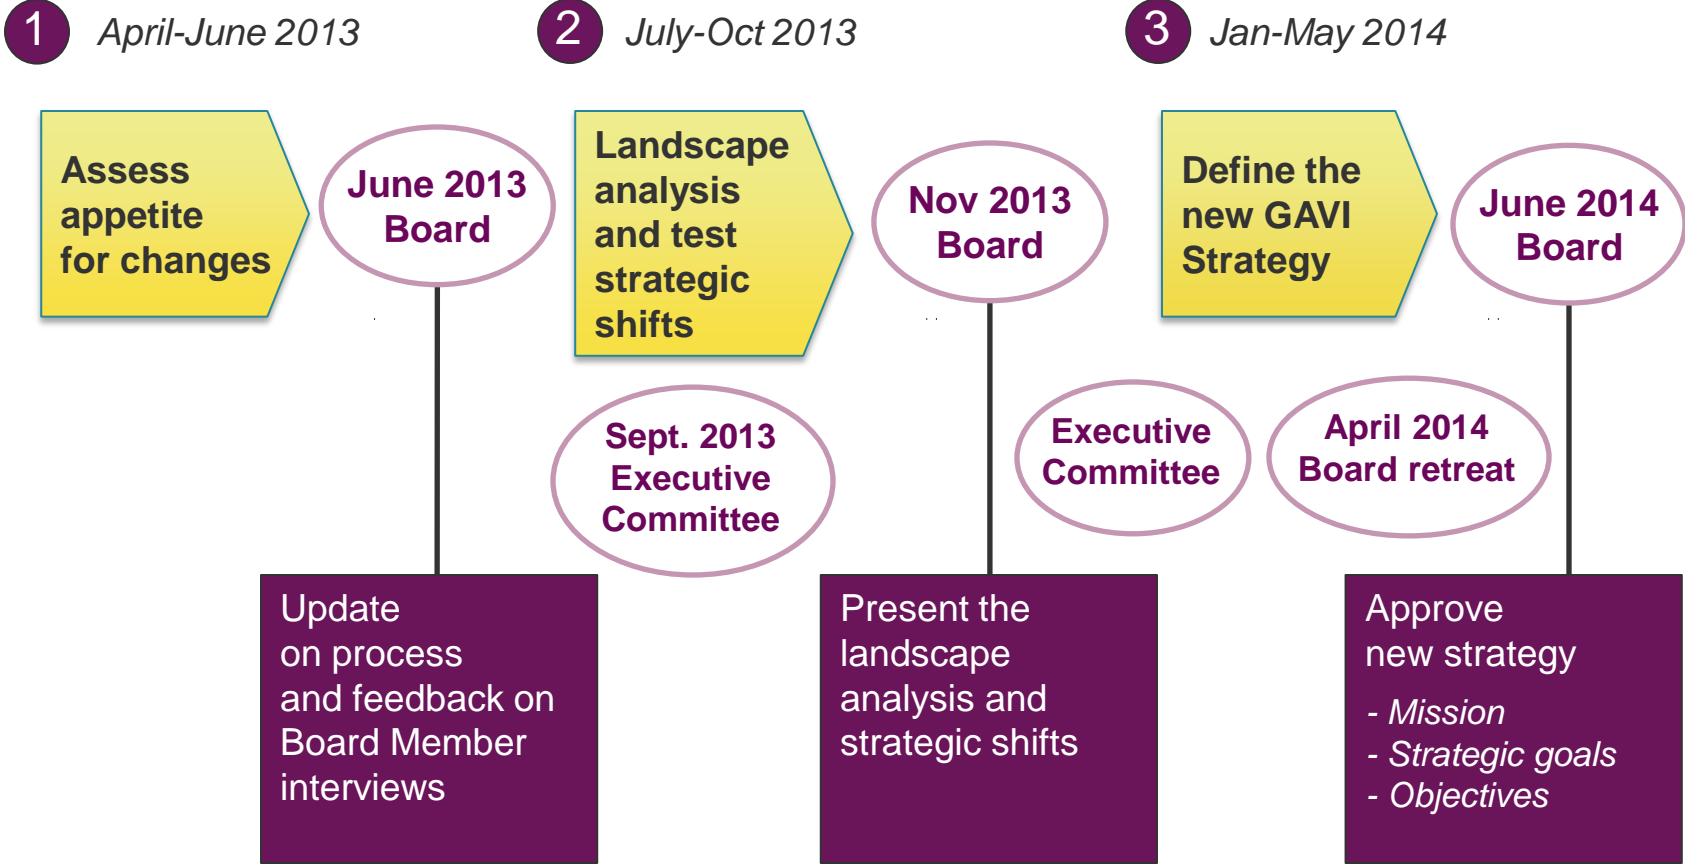 1 April-June 2013
2 July-Oct 2013
3 Jan-May 2014
Assess
appetite
for changes
June 2013
Board
Landscape
analysis
and test
strategic
shifts
Nov 2013
Board
Define the
new GAVI
Strategy
June 2014
Board
Sept. 2013
Executive
Committee
Executive
Committee
April 2014
Board retreat
Update
on process
and feedback on
Board Member
interviews
Present the
landscape
analysis and
strategic shifts
Approve
new strategy
- Mission
- Strategic goals
- Objectives